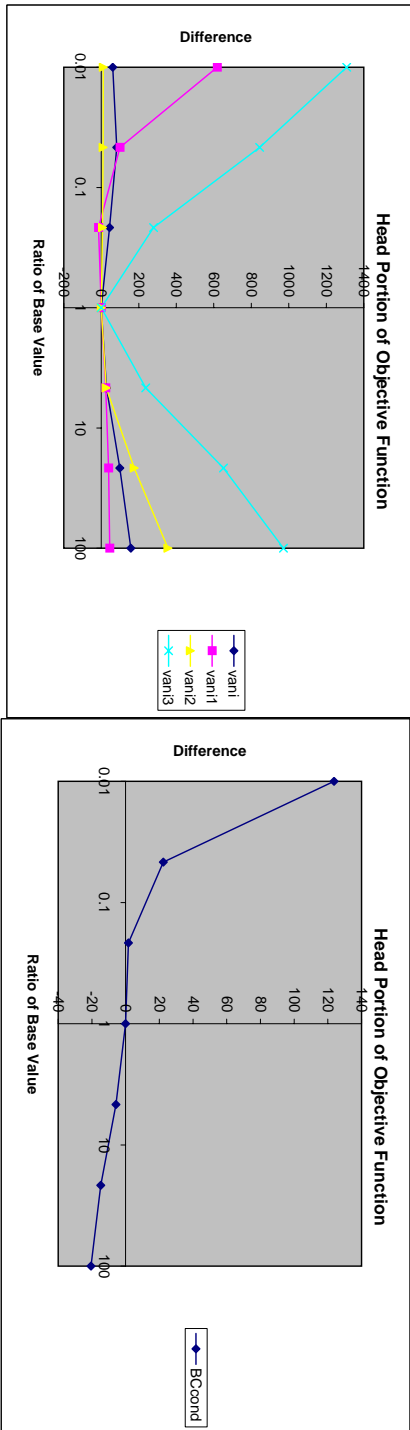 Head Portion of Objective Function
Difference
1400
1200
1000
800
600
400
200
0
-200
0.01
0.1
1
10
100
Ratio of Base Value
vani
vani1
vani2
vani3
Head Portion of Objective Function
Difference
140
120
100
80
60
40
20
0
-20
-40
0.01
0.1
1
10
100
Ratio of Base Value
BCcond